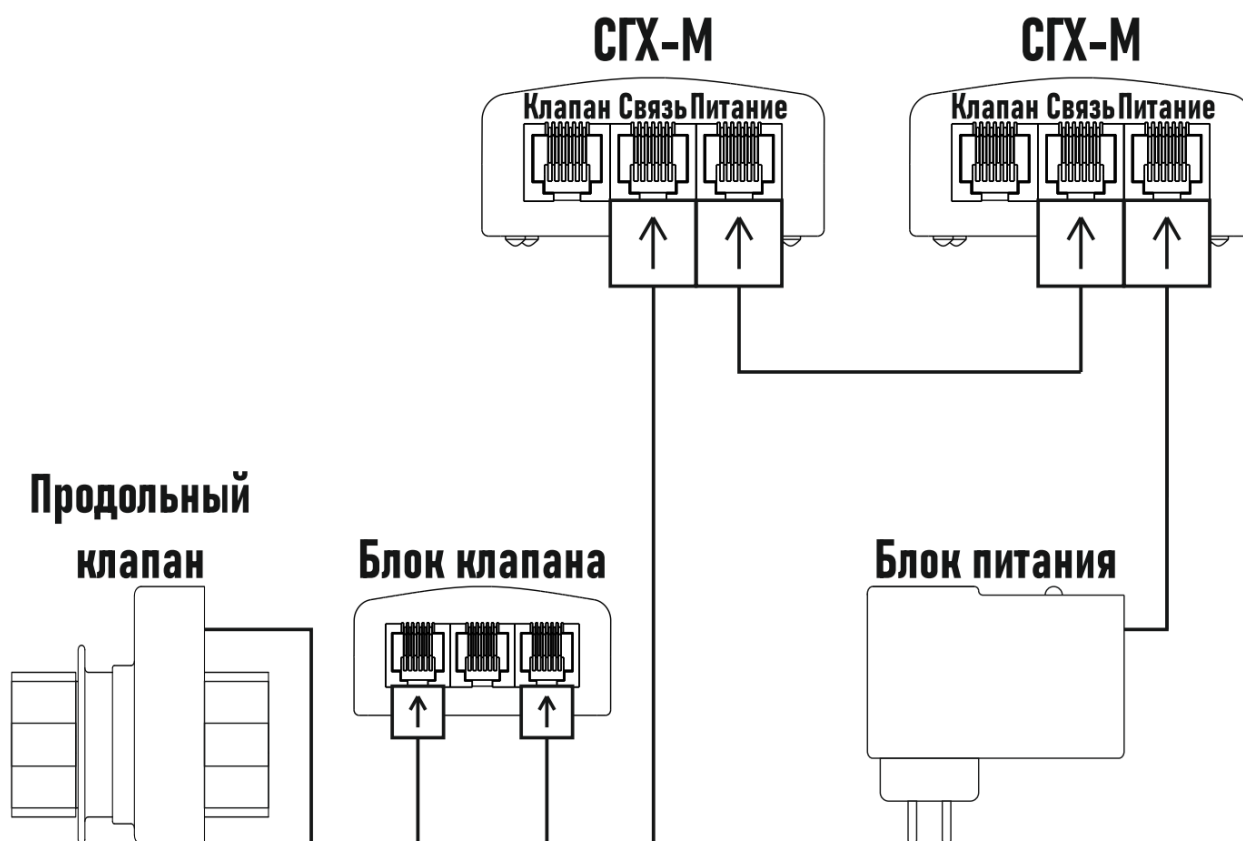 СГХ-М СГХ-М
Клапан Связь Питание Клапан Связь Питание
Продольный
клапан
Блок клапана
Блок питания